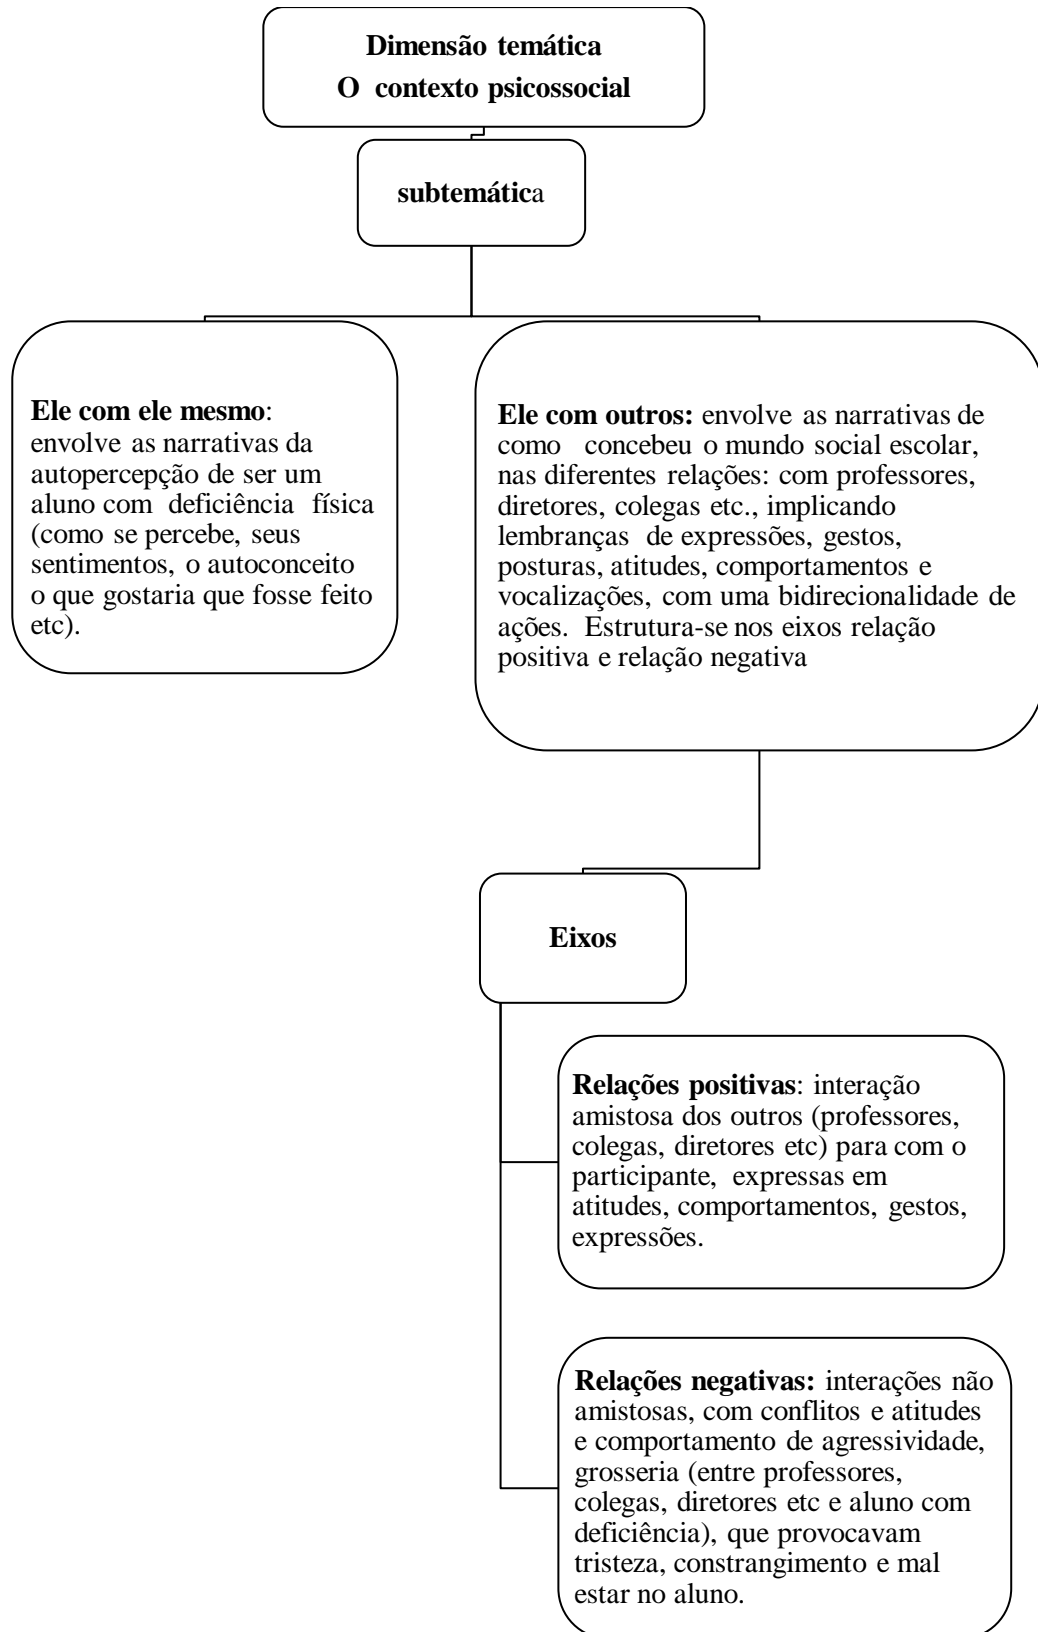 Dimensão temática
O contexto psicossocial
subtemática
Ele com ele mesmo:
envolve as narrativas da
autopercepção de ser um
aluno com deficiência física
(como se percebe, seus
sentimentos, o autoconceito
o que gostaria que fosse feito
etc).
Ele com outros: envolve as narrativas de
como concebeu o mundo social escolar,
nas diferentes relações: com professores,
diretores, colegas etc., implicando
lembranças de expressões, gestos,
posturas, atitudes, comportamentos e
vocalizações, com uma bidirecionalidade de
ações. Estrutura-se nos eixos relação
positiva e relação negativa
Eixos
Relações positivas: interação
amistosa dos outros (professores,
colegas, diretores etc) para com o
participante, expressas em
atitudes, comportamentos, gestos,
expressões.
Relações negativas: interações não
amistosas, com conflitos e atitudes
e comportamento de agressividade,
grosseria (entre professores,
colegas, diretores etc e aluno com
deficiência), que provocavam
tristeza, constrangimento e mal
estar no aluno.